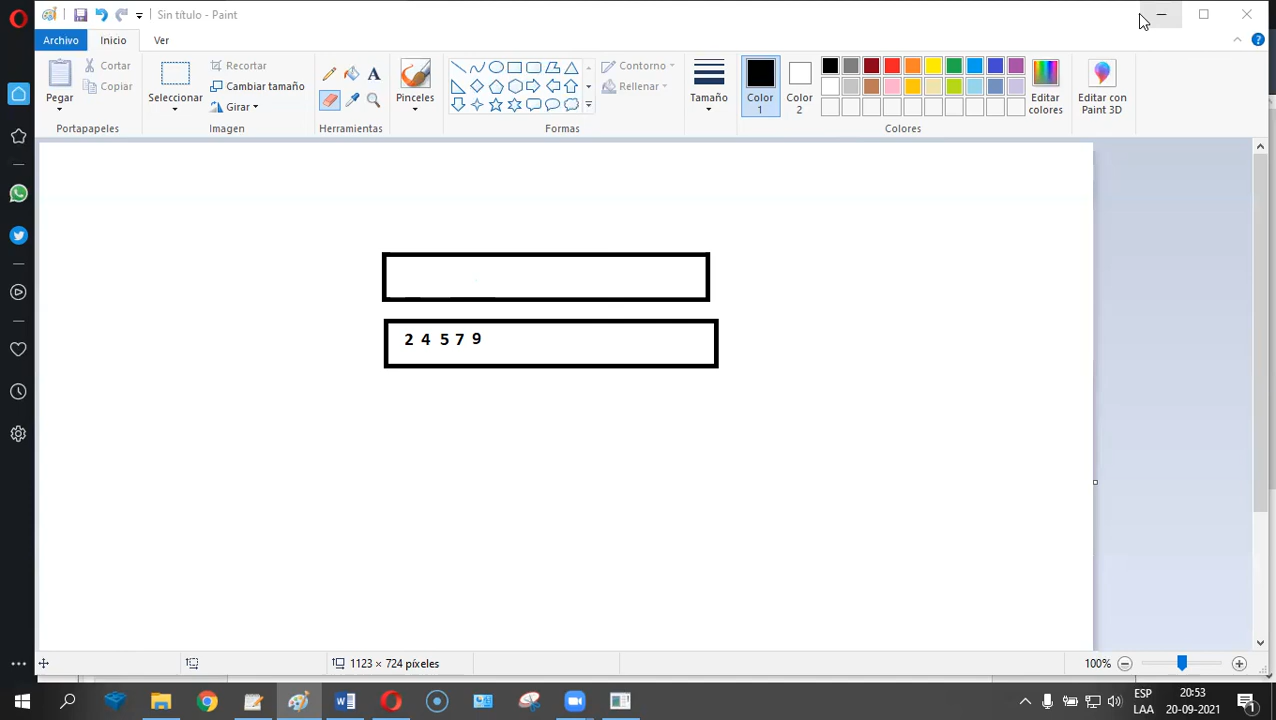 Sin título - Paint
Archivo Inicio Ver
Pegar
Cortar
Copiar
Portapapeles
Seleccionar
Recortar
Cambiar tamaño
Girar
Imagen
A
Herramientas
Pinceles
Contorno
Rellenar
Formas
Tamaño
Color 1
Color 2
Editar colores
Colores
Editar con Paint 3D
2 4 5 7 9
1123 × 724 píxeles
100%
ESP
LAA
20:53
20-09-2021
1